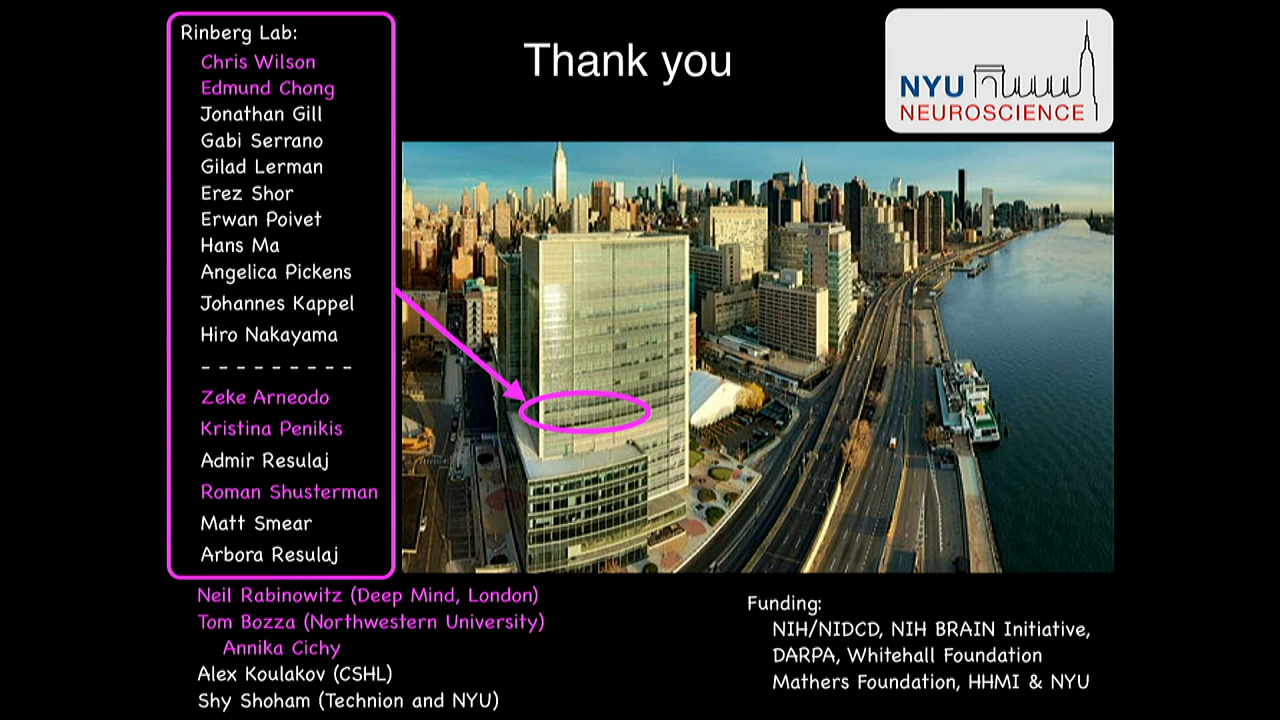 Rinberg Lab:
Chris Wilson
Edmund Chong
Jonathan Gill
Gabi Serrano
Gilad Lerman
Erez Shor
Erwan Poivet
Hans Ma
Angelica Pickens
Johannes Kappel
Hiro Nakayama
- - - - - - - - - -
Zeke Arneodo
Kristina Penikis
Admir Resulaj
Roman Shusterman
Matt Smear
Arbora Resulaj
Neil Rabinowitz (Deep Mind, London)
Tom Bozza (Northwestern University)
Annika Cichy
Alex Koulakov (CSHL)
Shy Shoham (Technion and NYU)
Thank you
NYU
NEUROSCIENCE
Funding:
NIH/NIDCD, NIH BRAIN Initiative,
DARPA, Whitehall Foundation
Mathers Foundation, HHMI & NYU